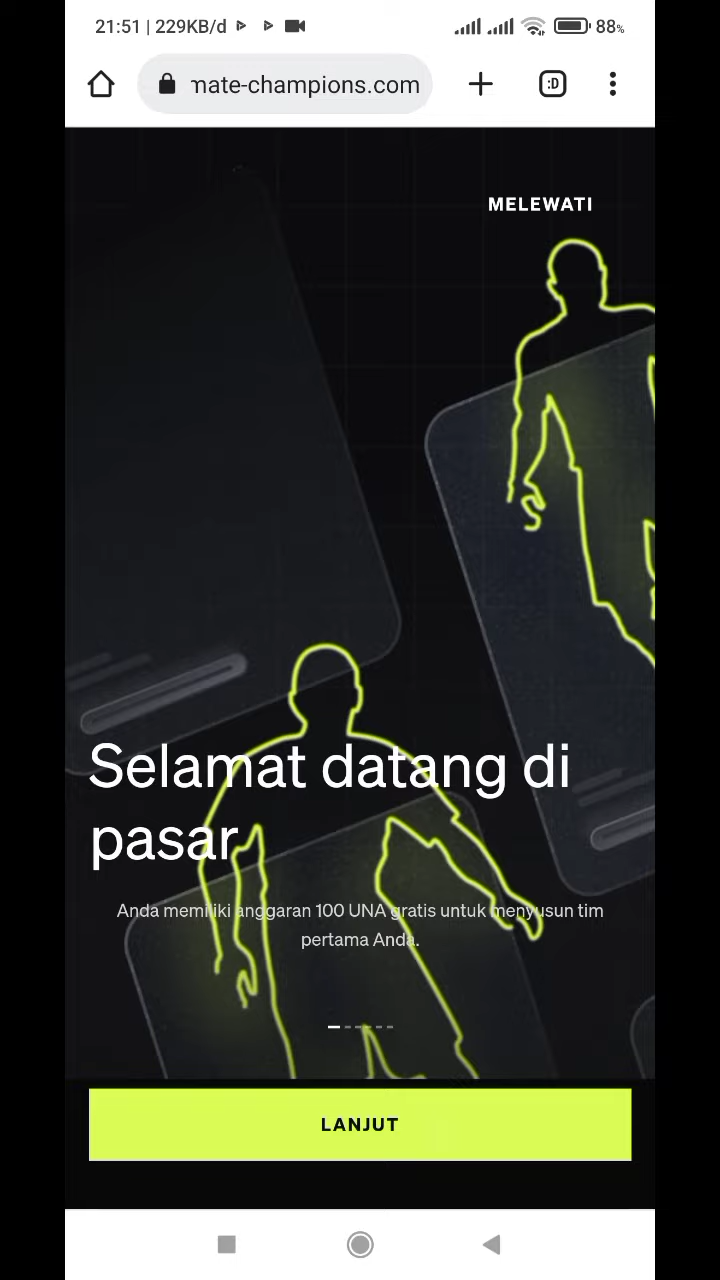 21:51 | 229KB/d
88%
mate-champions.com
:D
MELEWATI
Selamat datang di
pasar
Anda memiliki anggaran 100 UNA gratis untuk menyusun tim
pertama Anda.
LANJUT